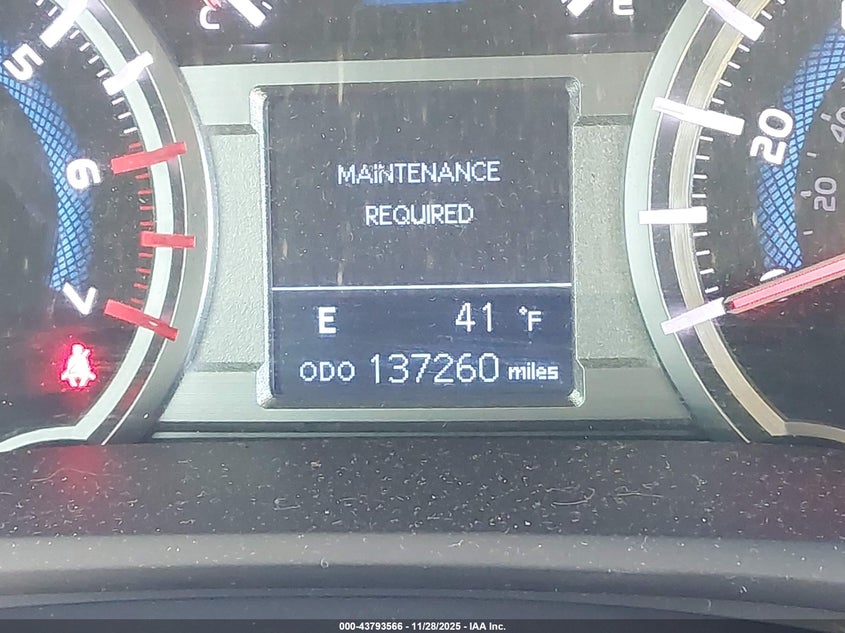 C
E
5
6
7
MAINTENANCE
REQUIRED
E 41 °F
ODO 137260 miles
20
0
40
20
000-43793566 - 11/28/2025 - IAA Inc.